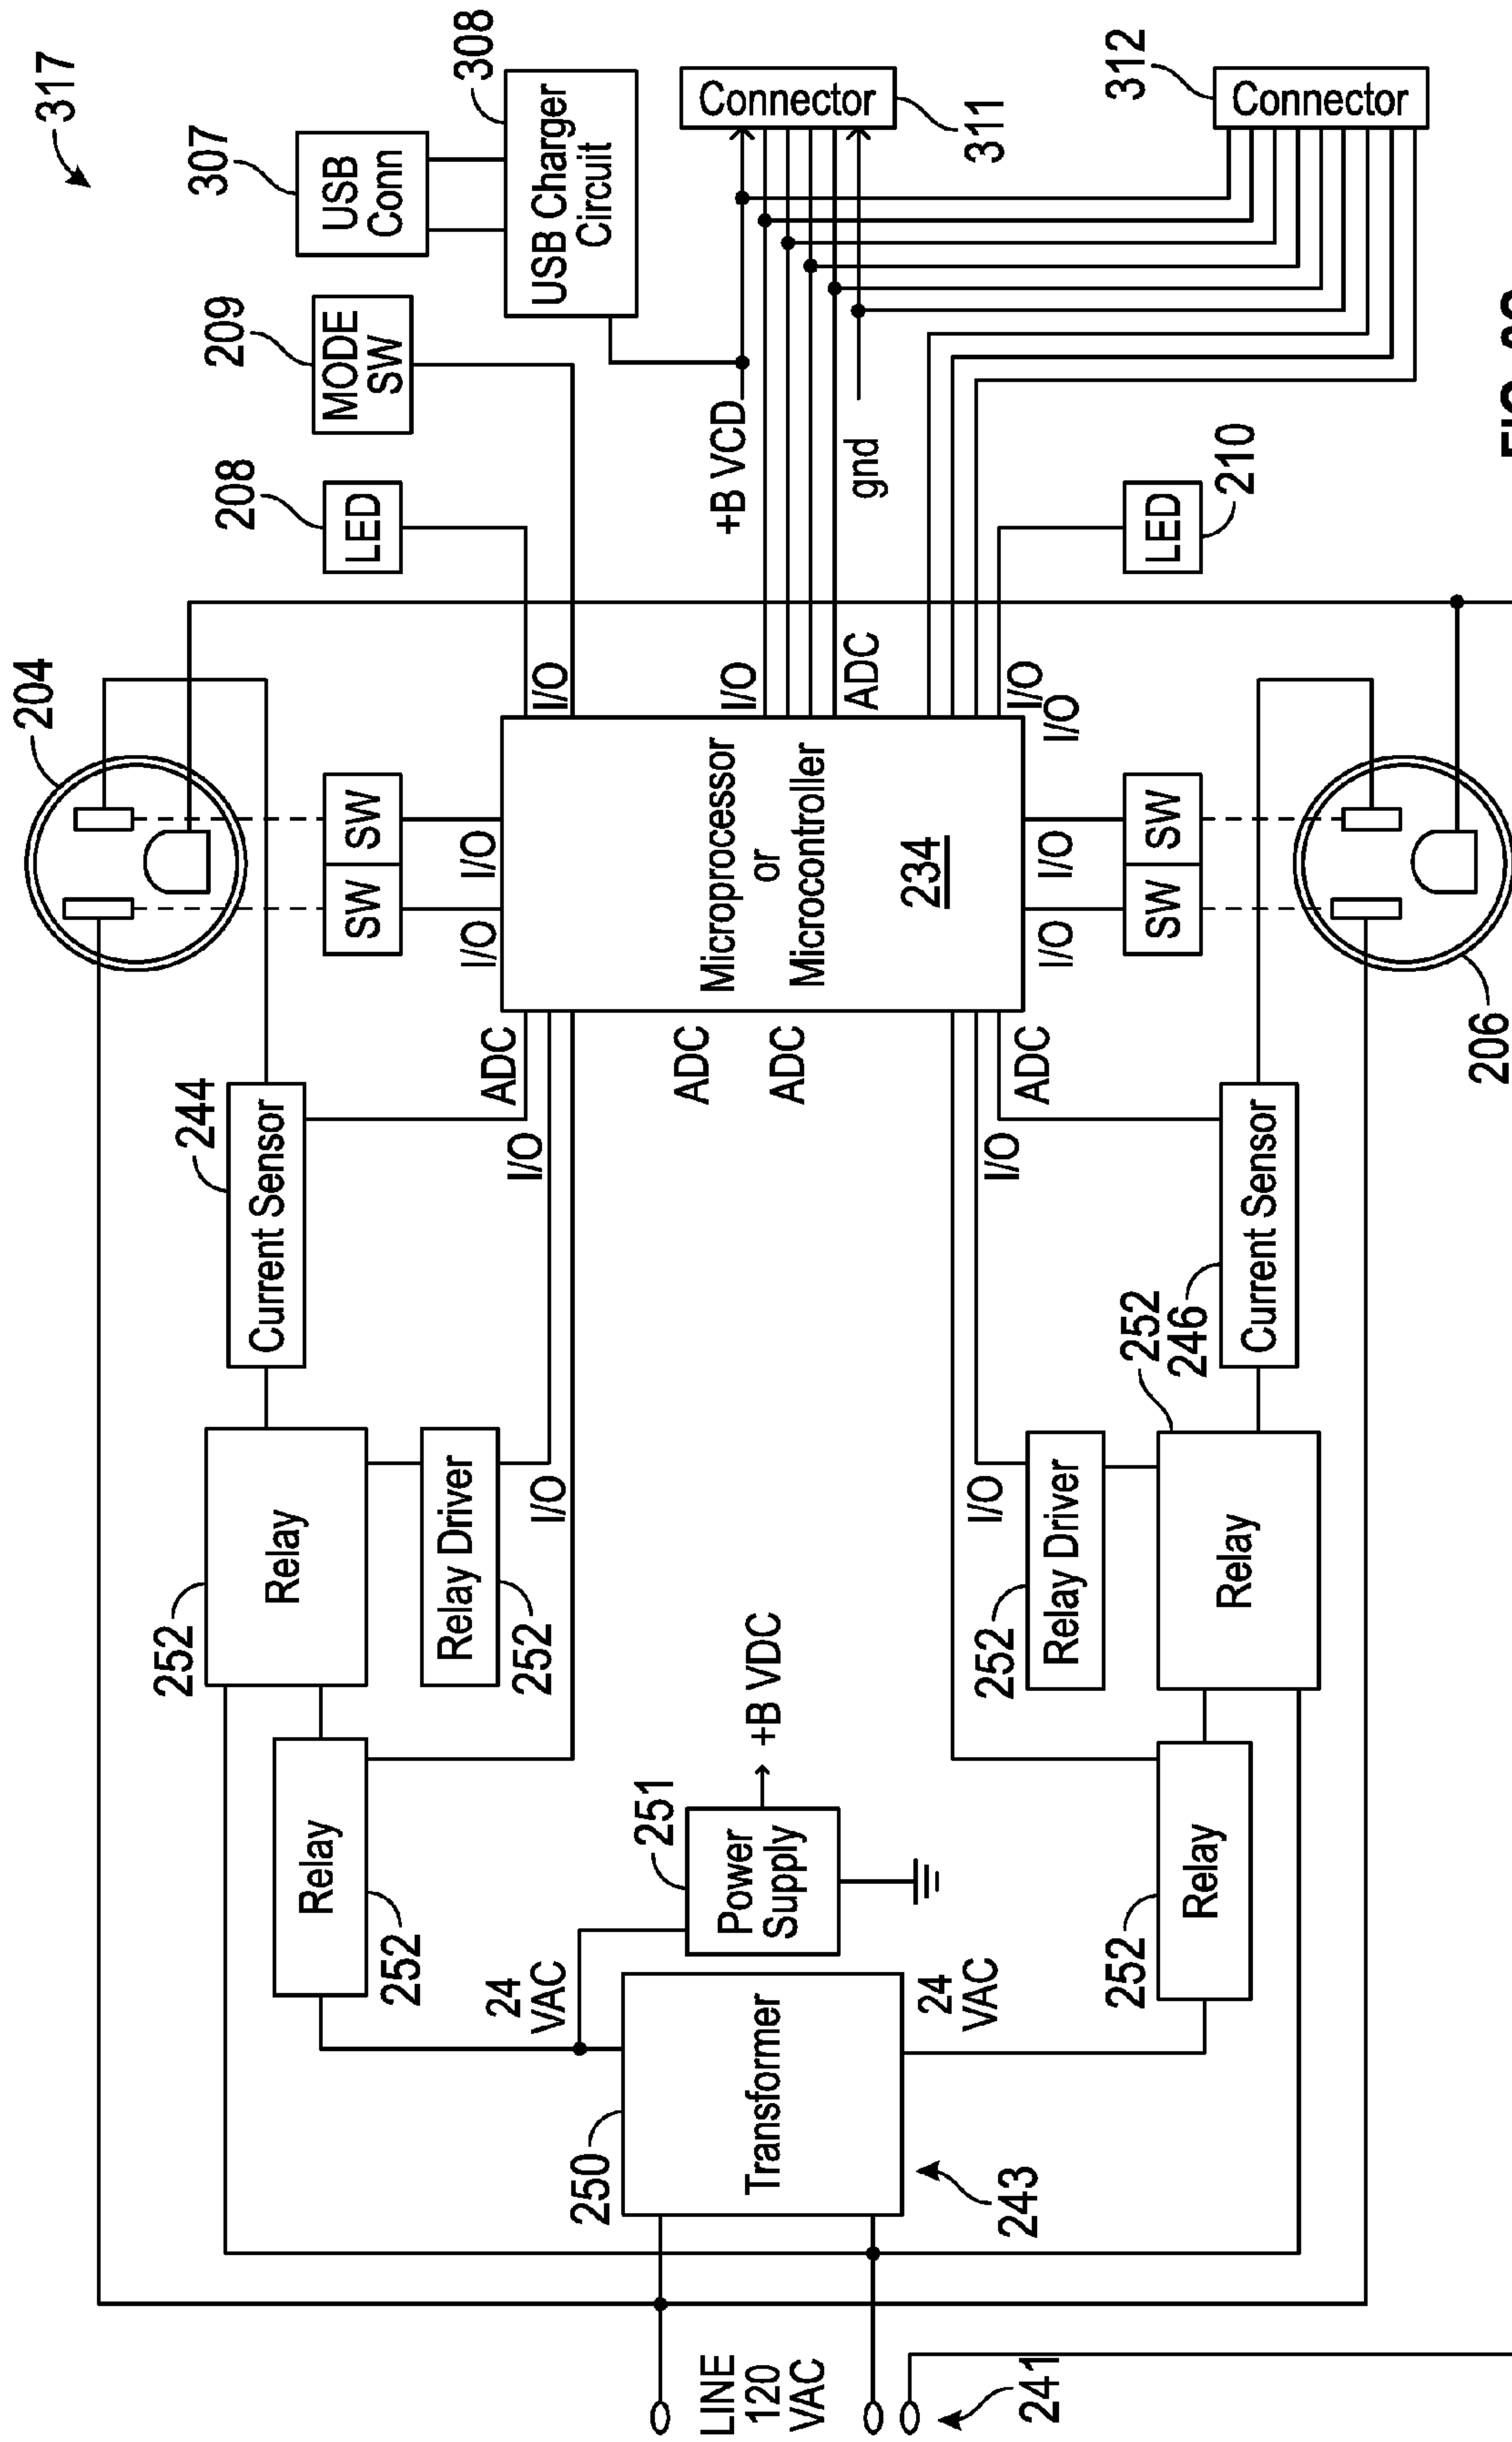 317
307
USB
Conn
308
USB Charger
Circuit
209
MODE
SW
208
LED
Connector
311
312
Connector
+B VCD
gnd
210
LED
204
I/O
I/O
ADC
I/O
I/O
SW
SW
I/O
I/O
Microprocessor
or
Microcontroller
234
I/O
I/O
SW
SW
206
244
Current Sensor
ADC
I/O
ADC
ADC
ADC
I/O
246
Current Sensor
252
Relay
Relay Driver
252
I/O
I/O
252
Relay Driver
252
Relay
Relay
252
24
VAC
251
Power
Supply
+B VDC
24
VAC
252
Relay
250
Transformer
243
LINE
120
VAC
241